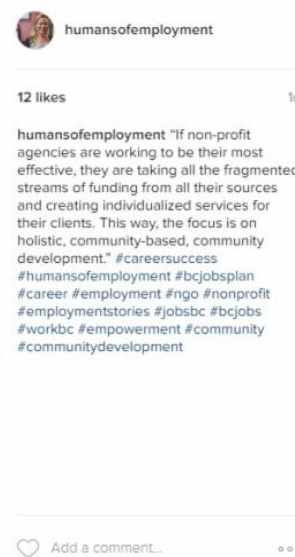 humansofemployment
12 likes
humansofemployment “If non-profit
agencies are working to be their most
effective, they are taking all the fragmented
streams of funding from all their sources
and creating individualized services for
their clients. This way, the focus is on
holistic, community-based, community
development.” #careersuccess
#humansofemployment #bcjobsplan
#career #employment #ngo #nonprofit
#employmentstories #jobsbc #bcjobs
#workbc #empowerment #community
#communitydevelopment
Add a comment...